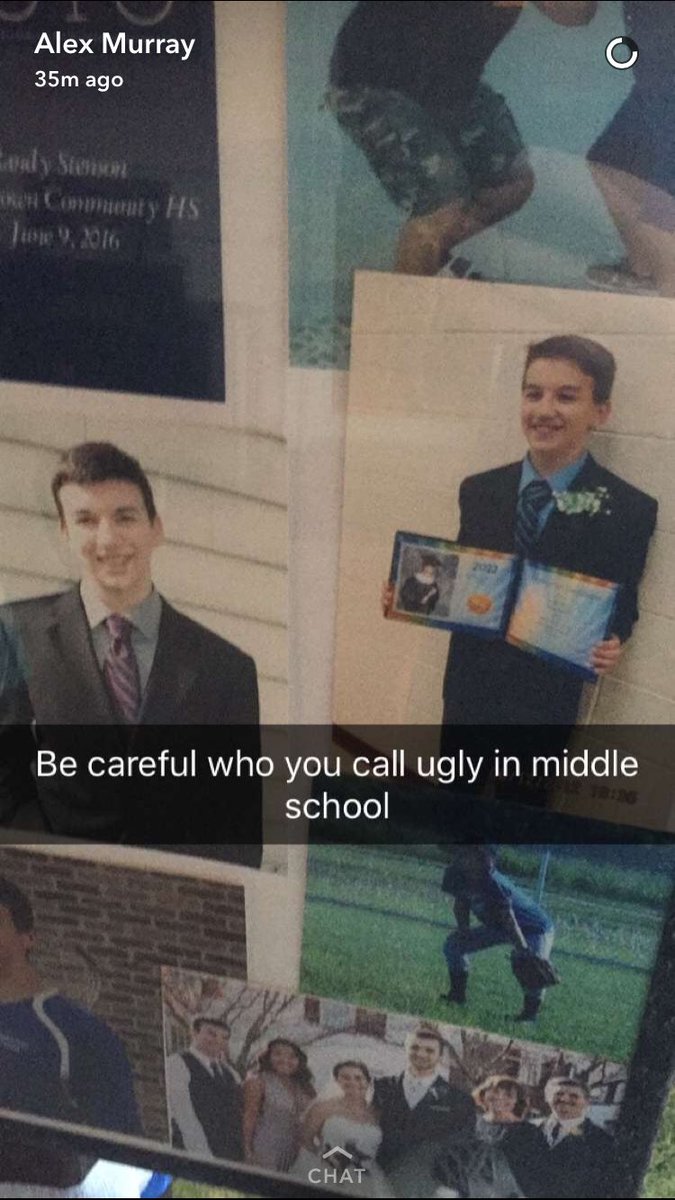 Alex Murray
35m ago
Stenson
Community HS
June 9, 2016
Be careful who you call ugly in middle
school
CHAT